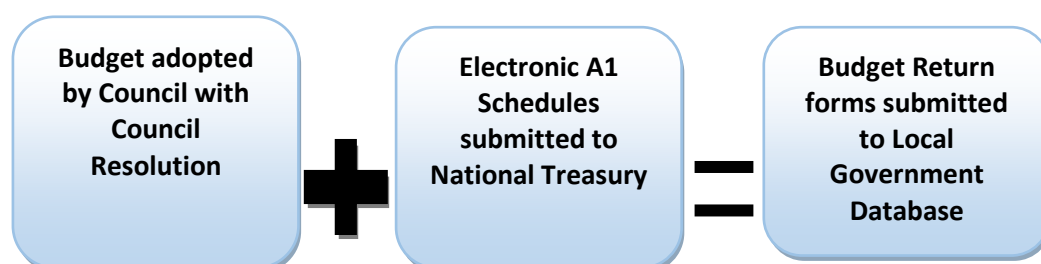 Budget adopted
by Council with
Council
Resolution
Electronic A1
Schedules
submitted to
National Treasury
Budget Return
forms submitted
to Local
Government
Database